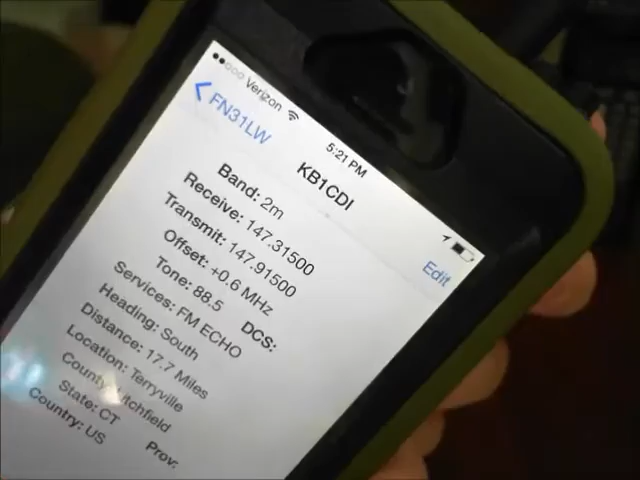 Verizon 5:21 PM
FN31LW KB1CDI Edit
Band: 2m
Receive: 147.31500
Transmit: 147.91500
Offset: +0.6 MHz
Tone: 88.5 DCS:
Services: FM ECHO
Heading: South
Distance: 17.7 Miles
Location: Terryville
County: Litchfield
State: CT Prov:
Country: US